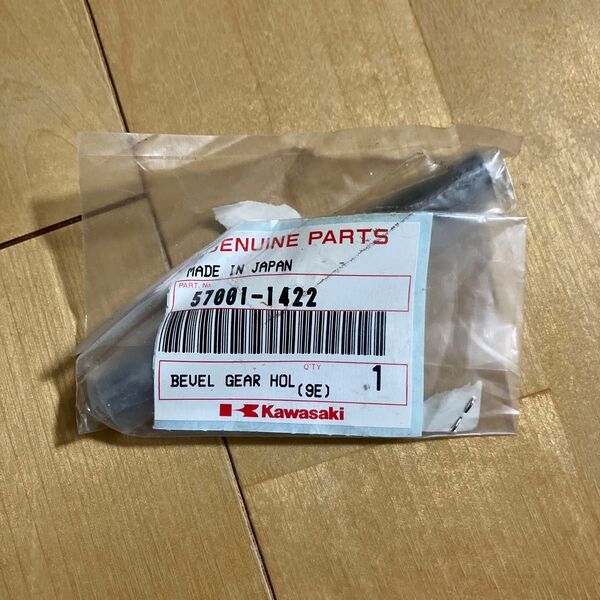 GENUINE PARTS
MADE IN JAPAN
PART. No.
57001-1422
BEVEL GEAR HOL(9E)
Q'TY
1
Kawasaki